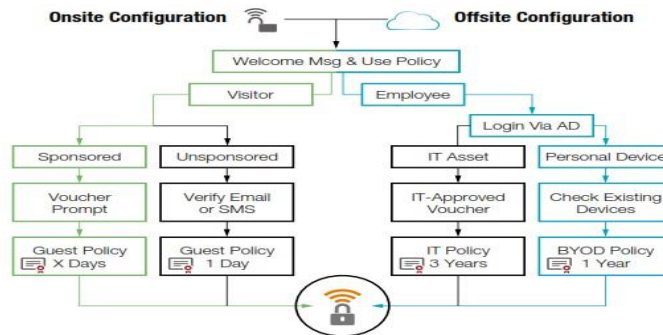 Onsite Configuration
Offsite Configuration
Welcome Msg & Use Policy
Visitor
Employee
Login Via AD
Sponsored
Unsponsored
IT Asset
Personal Device
Voucher
Prompt
Verify Email
or SMS
IT-Approved
Voucher
Check Existing
Devices
Guest Policy
X Days
Guest Policy
1 Day
IT Policy
3 Years
BYOD Policy
1 Year